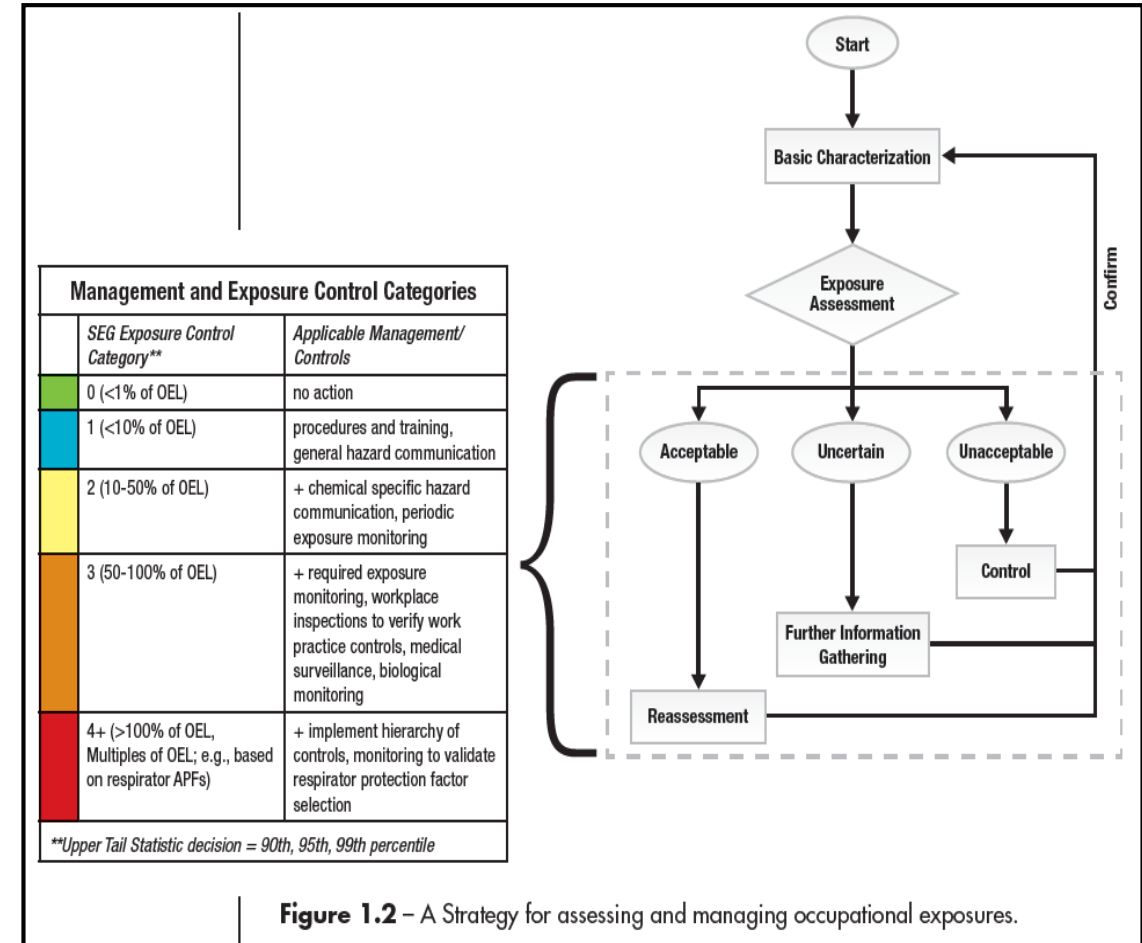 Start
Basic Characterization
Exposure
Assessment
Confirm
Acceptable
Uncertain
Unacceptable
Control
Further Information
Gathering
Reassessment
Management and Exposure Control Categories
SEG Exposure Control
Category**
Applicable Management/
Controls
0 (<1% of OEL)
no action
1 (<10% of OEL)
procedures and training,
general hazard communication
2 (10-50% of OEL)
+ chemical specific hazard
communication, periodic
exposure monitoring
3 (50-100% of OEL)
+ required exposure
monitoring, workplace
inspections to verify work
practice controls, medical
surveillance, biological
monitoring
4+ (>100% of OEL,
Multiples of OEL; e.g., based
on respirator APFs)
+ implement hierarchy of
controls, monitoring to validate
respirator protection factor
selection
**Upper Tail Statistic decision = 90th, 95th, 99th percentile
Figure 1.2 – A Strategy for assessing and managing occupational exposures.